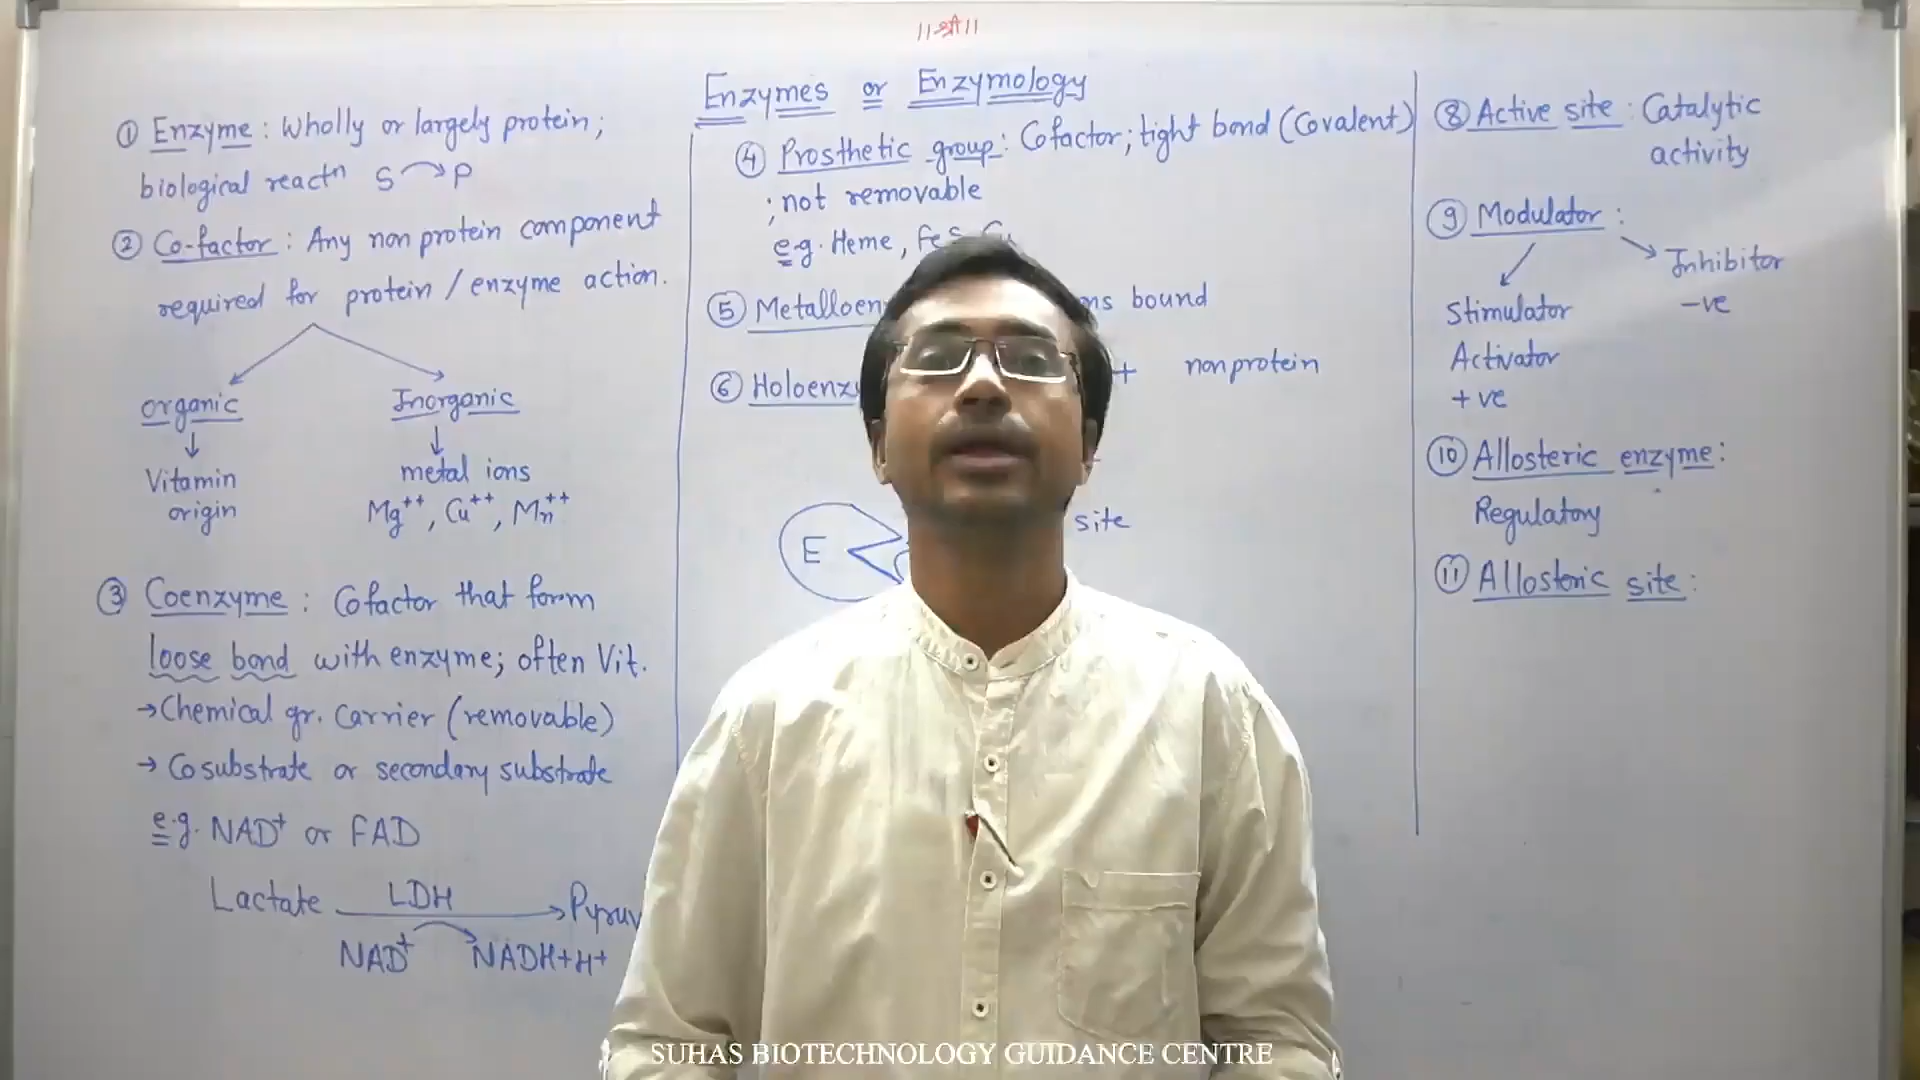 ||श्री||
Enzymes or Enzymology
① Enzyme : Wholly or largely protein;
biological reactⁿ S → P
② Co-factor : Any non protein component
required for protein / enzyme action.
organic Inorganic
↓ ↓
Vitamin metal ions
origin Mg⁺⁺, Cu⁺⁺, Mn⁺⁺
③ Coenzyme : Cofactor that form
loose bond with enzyme; often Vit.
→ Chemical gr. carrier (removable)
→ Cosubstrate or secondary substrate
e.g. NAD⁺ or FAD
LDH
Lactate → Pyruv
NAD⁺ NADH+H⁺
④ Prosthetic group : Cofactor; tight bond (Covalent)
; not removable
e.g. Heme, FeS
⑤ Metalloen bound
⑥ Holoenz + nonprotein
site
E
⑧ Active site : Catalytic
activity
⑨ Modulator :
Inhibitor
-ve
Stimulator
Activator
+ve
⑩ Allosteric enzyme :
Regulatory
⑪ Allosteric site :
SUHAS BIOTECHNOLOGY GUIDANCE CENTRE